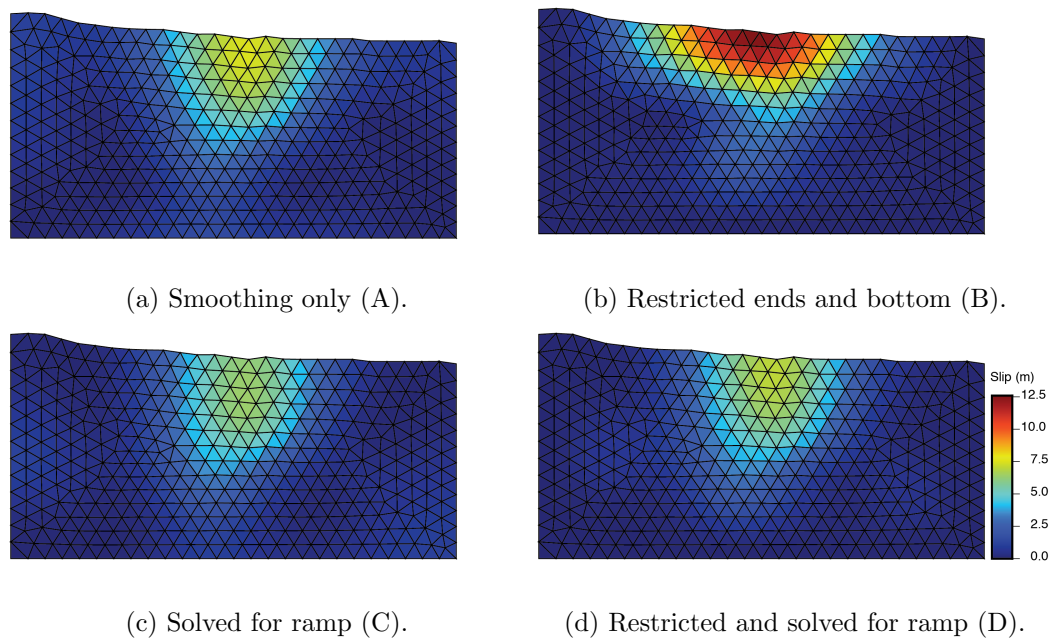 (a) Smoothing only (A).
(b) Restricted ends and bottom (B).
Slip (m)
12.5
10.0
7.5
5.0
2.5
0.0
(c) Solved for ramp (C).
(d) Restricted and solved for ramp (D).